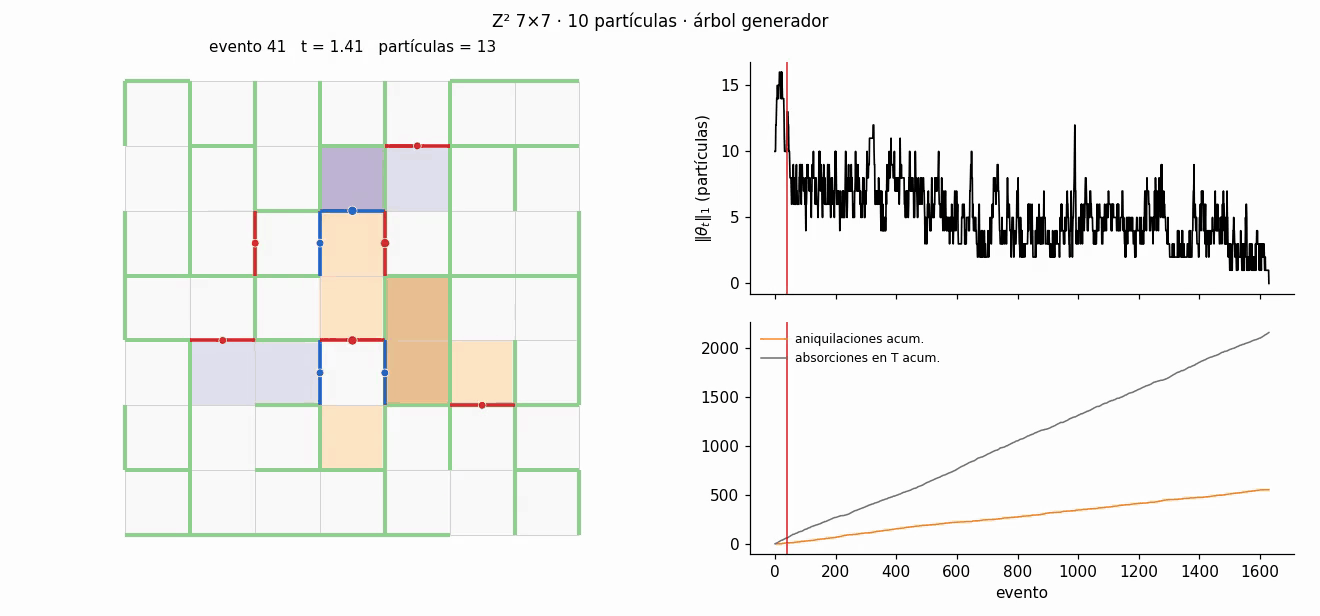 Z² 7×7 · 10 partículas · árbol generador
evento 41   t = 1.41   partículas = 13
‖θₜ‖₁ (partículas)
15
10
5
0
aniquilaciones acum.
absorciones en T acum.
2000
1500
1000
500
0
0 200 400 600 800 1000 1200 1400 1600
evento